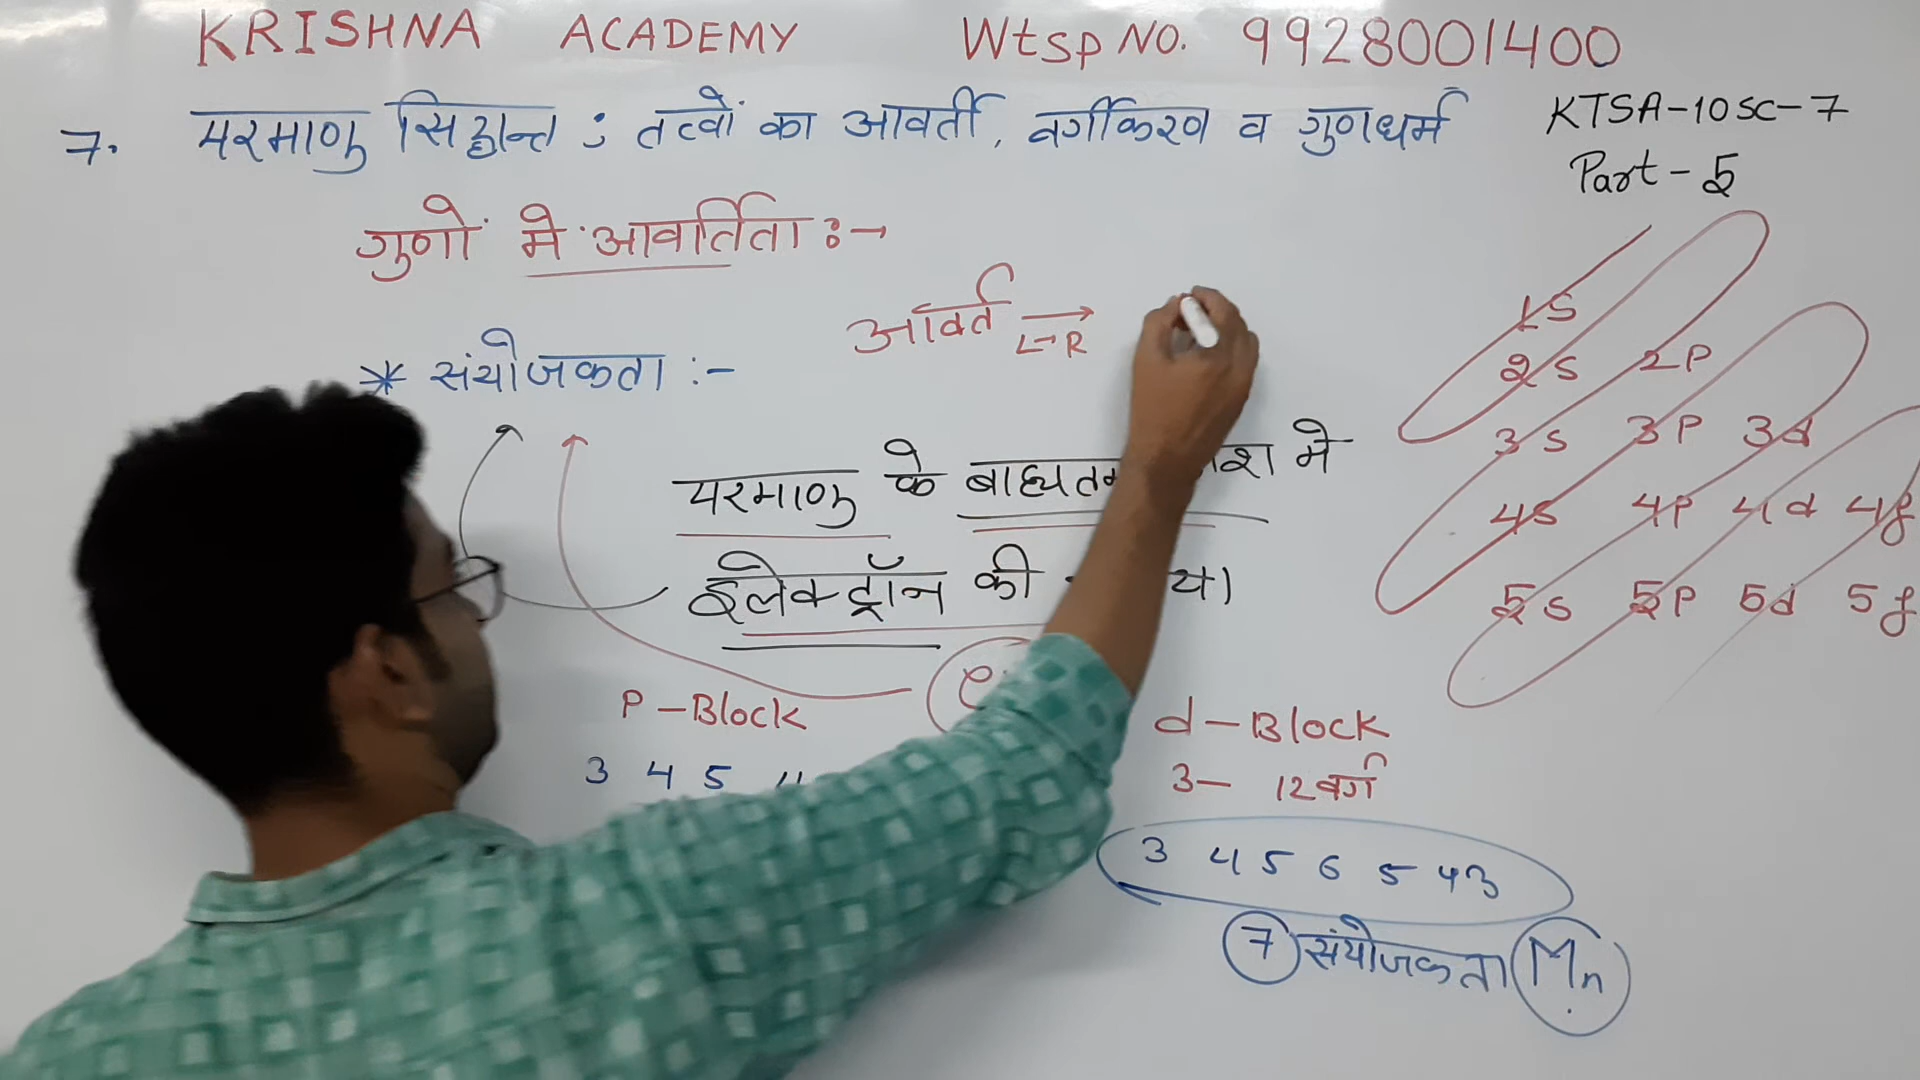 KRISHNA ACADEMY Wtsp NO. 9928001400
7. परमाणु सिद्धान्त : तत्वों का आवर्ती, वर्गीकरण व गुणधर्म
KTSA-10SC-7
Part-5
गुणों मे आवर्तिता :→
आवर्त → L→R
* संयोजकता :-
परमाणु के बाह्यतम में
इलेक्ट्रॉन की
1S
2S 2P
3S 3P 3d
4S 4P 4d 4f
5S 5P 5d 5f
P-Block
3 4 5
d-Block
3- 12 वर्ग
3 4 5 6 5 4 3
7 संयोजकता Mn